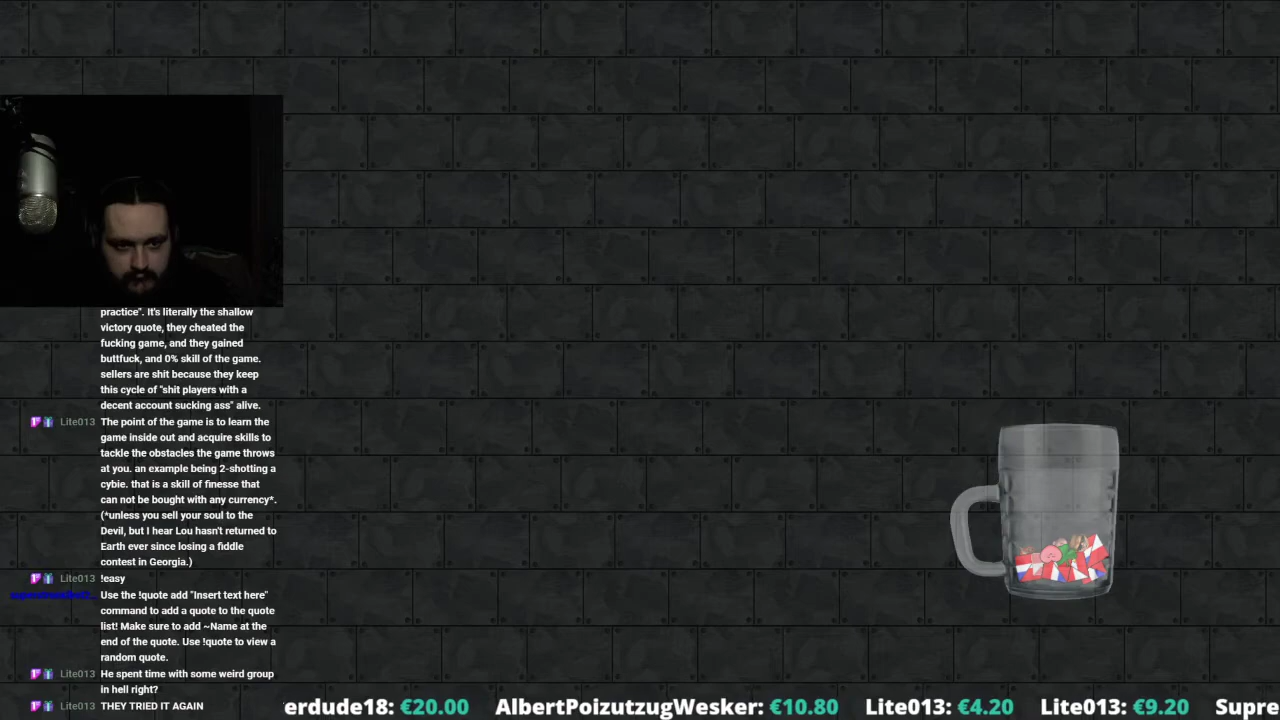 practice". It's literally the shallow
victory quote, they cheated the
fucking game, and they gained
buttfuck, and 0% skill of the game.
sellers are shit because they keep
this cycle of "shit players with a
decent account sucking ass" alive.
Lite013 The point of the game is to learn the
game inside out and acquire skills to
tackle the obstacles the game throws
at you. an example being 2-shotting a
cybie. that is a skill of finesse that
can not be bought with any currency*.
(*unless you sell your soul to the
Devil, but I hear Lou hasn't returned to
Earth ever since losing a fiddle
contest in Georgia.)
Lite013 !easy
Use the !quote add "Insert text here"
command to add a quote to the quote
list! Make sure to add ~Name at the
end of the quote. Use !quote to view a
random quote.
Lite013 He spent time with some weird group
in hell right?
Lite013 THEY TRIED IT AGAIN
erdude18: €20.00 AlbertPoizutzugWesker: €10.80 Lite013: €4.20 Lite013: €9.20 Supre